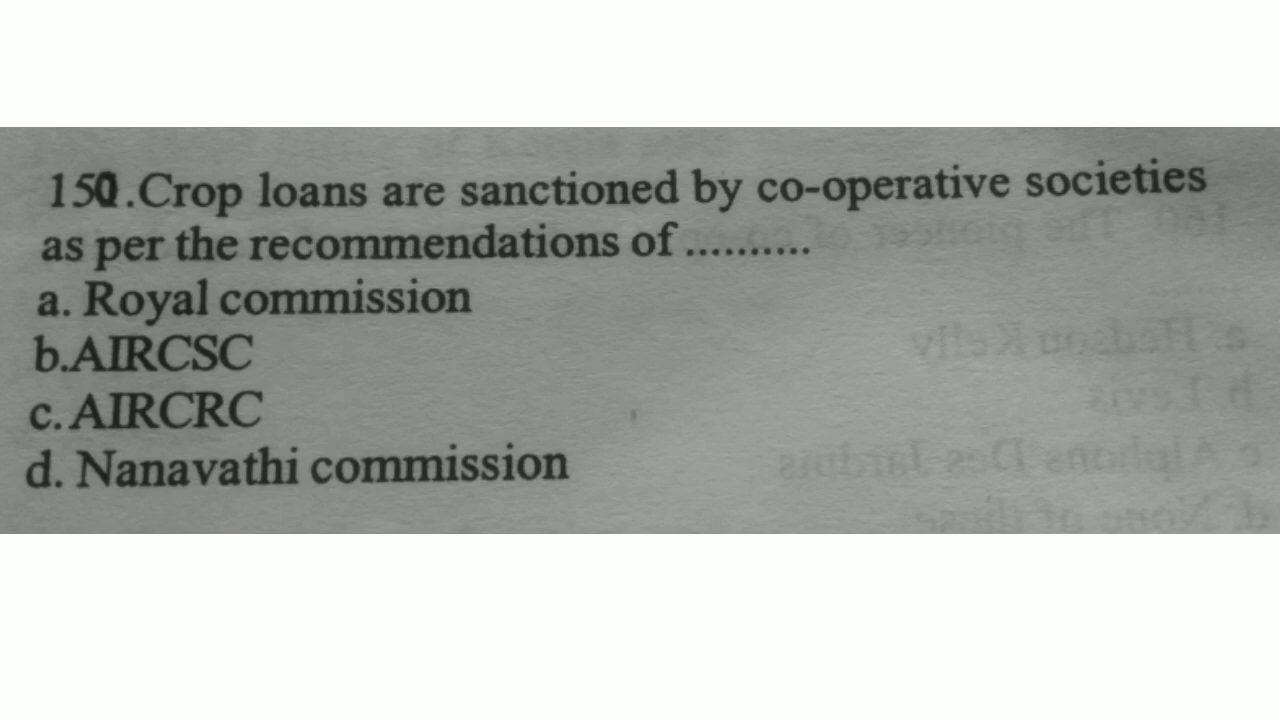 150.Crop loans are sanctioned by co-operative societies
as per the recommendations of ..........
a. Royal commission
b.AIRCSC
c. AIRCRC
d. Nanavathi commission